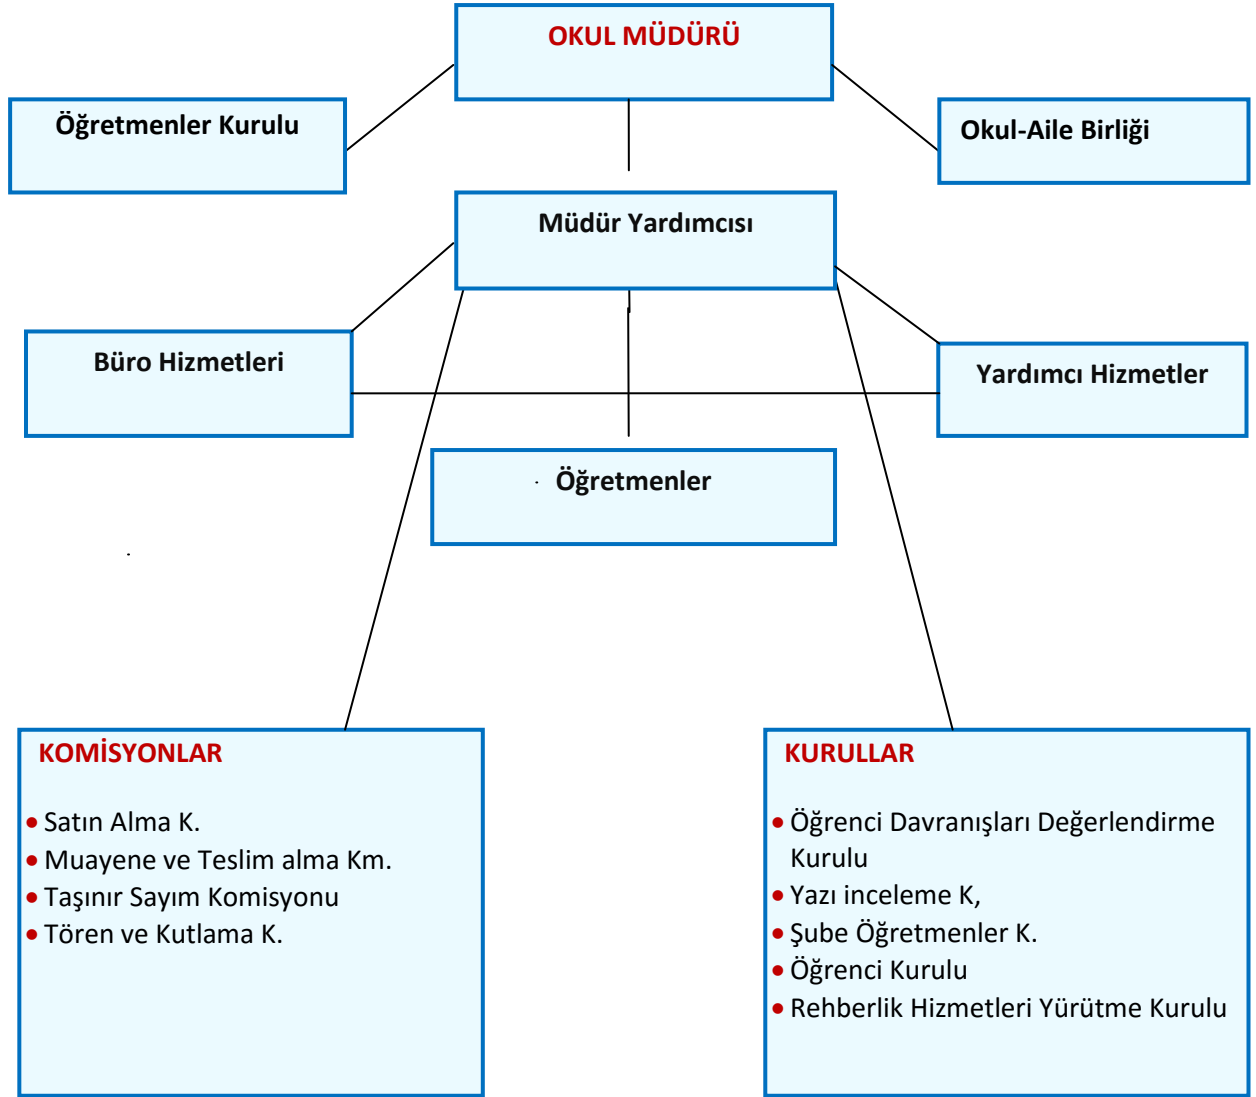 OKUL MÜDÜRÜ
Öğretmenler Kurulu
Okul-Aile Birliği
Müdür Yardımcısı
Büro Hizmetleri
Yardımcı Hizmetler
Öğretmenler
KOMİSYONLAR
• Satın Alma K.
• Muayene ve Teslim alma Km.
• Taşınır Sayım Komisyonu
• Tören ve Kutlama K.
KURULLAR
• Öğrenci Davranışları Değerlendirme
Kurulu
• Yazı inceleme K,
• Şube Öğretmenler K.
• Öğrenci Kurulu
• Rehberlik Hizmetleri Yürütme Kurulu